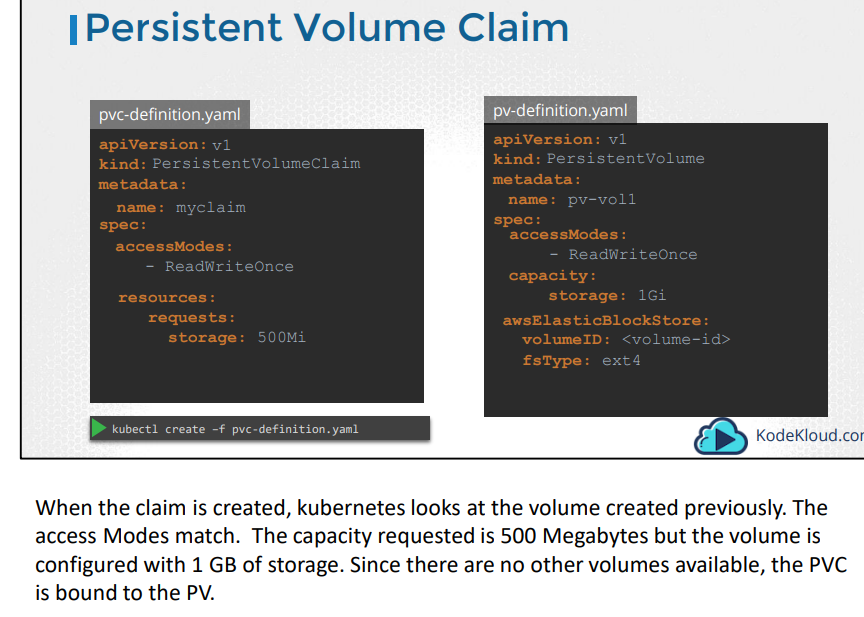 Persistent Volume Claim
pvc-definition.yaml
apiVersion: v1
kind: PersistentVolumeClaim
metadata:
name: myclaim
spec:
accessModes:
- ReadWriteOnce
resources:
requests:
storage: 500Mi
kubectl create –f pvc-definition.yaml
pv-definition.yaml
apiVersion: v1
kind: PersistentVolume
metadata:
name: pv-vol1
spec:
accessModes:
- ReadWriteOnce
capacity:
storage: 1Gi
awsElasticBlockStore:
volumeID: <volume-id>
fsType: ext4
KodeKloud.cor
When the claim is created, kubernetes looks at the volume created previously. The
access Modes match.  The capacity requested is 500 Megabytes but the volume is
configured with 1 GB of storage. Since there are no other volumes available, the PVC
is bound to the PV.